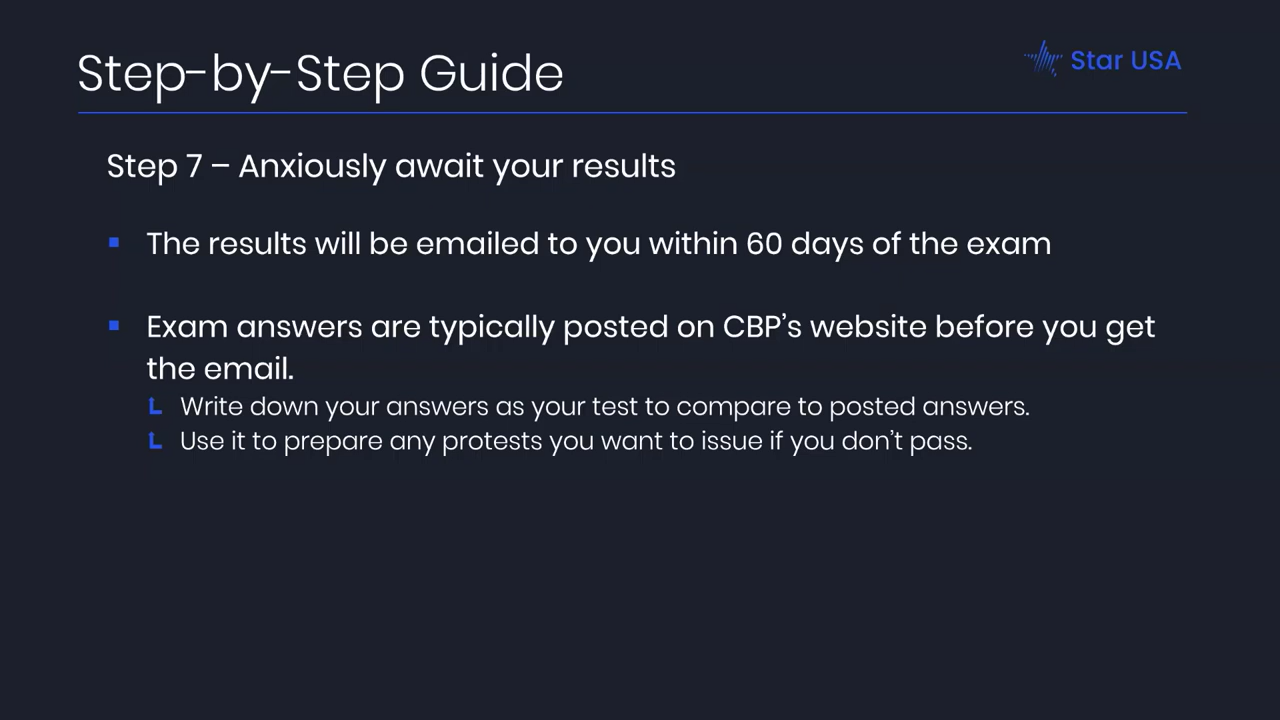 Step-by-Step Guide
Star USA
Step 7 – Anxiously await your results
The results will be emailed to you within 60 days of the exam
Exam answers are typically posted on CBP’s website before you get
the email.
Write down your answers as your test to compare to posted answers.
Use it to prepare any protests you want to issue if you don’t pass.